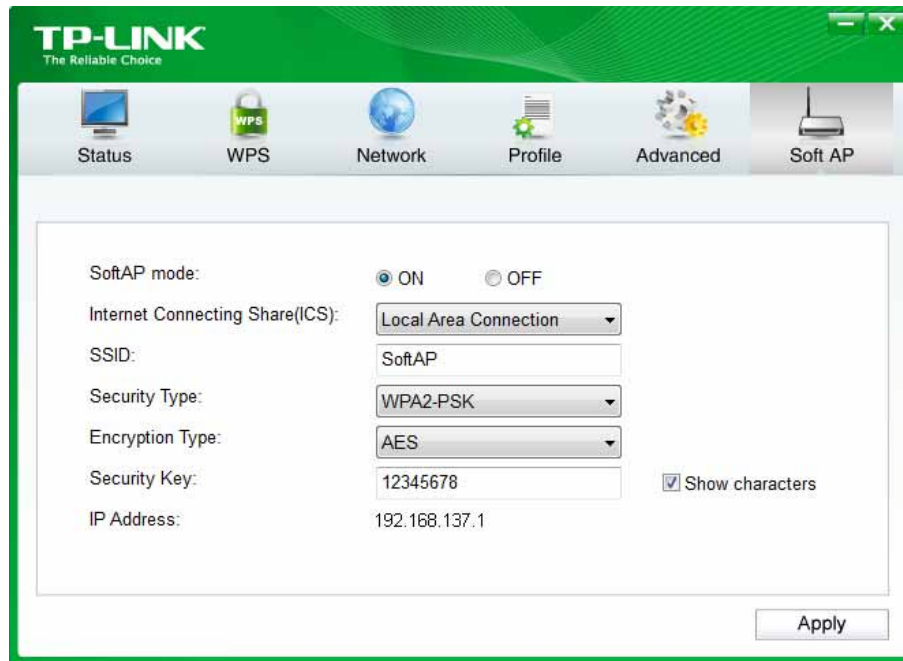 TP-LINK
The Reliable Choice
WPS
Status WPS Network Profile Advanced Soft AP
SoftAP mode: ON OFF
Internet Connecting Share(ICS): Local Area Connection
SSID: SoftAP
Security Type: WPA2-PSK
Encryption Type: AES
Security Key: 12345678 Show characters
IP Address: 192.168.137.1
Apply